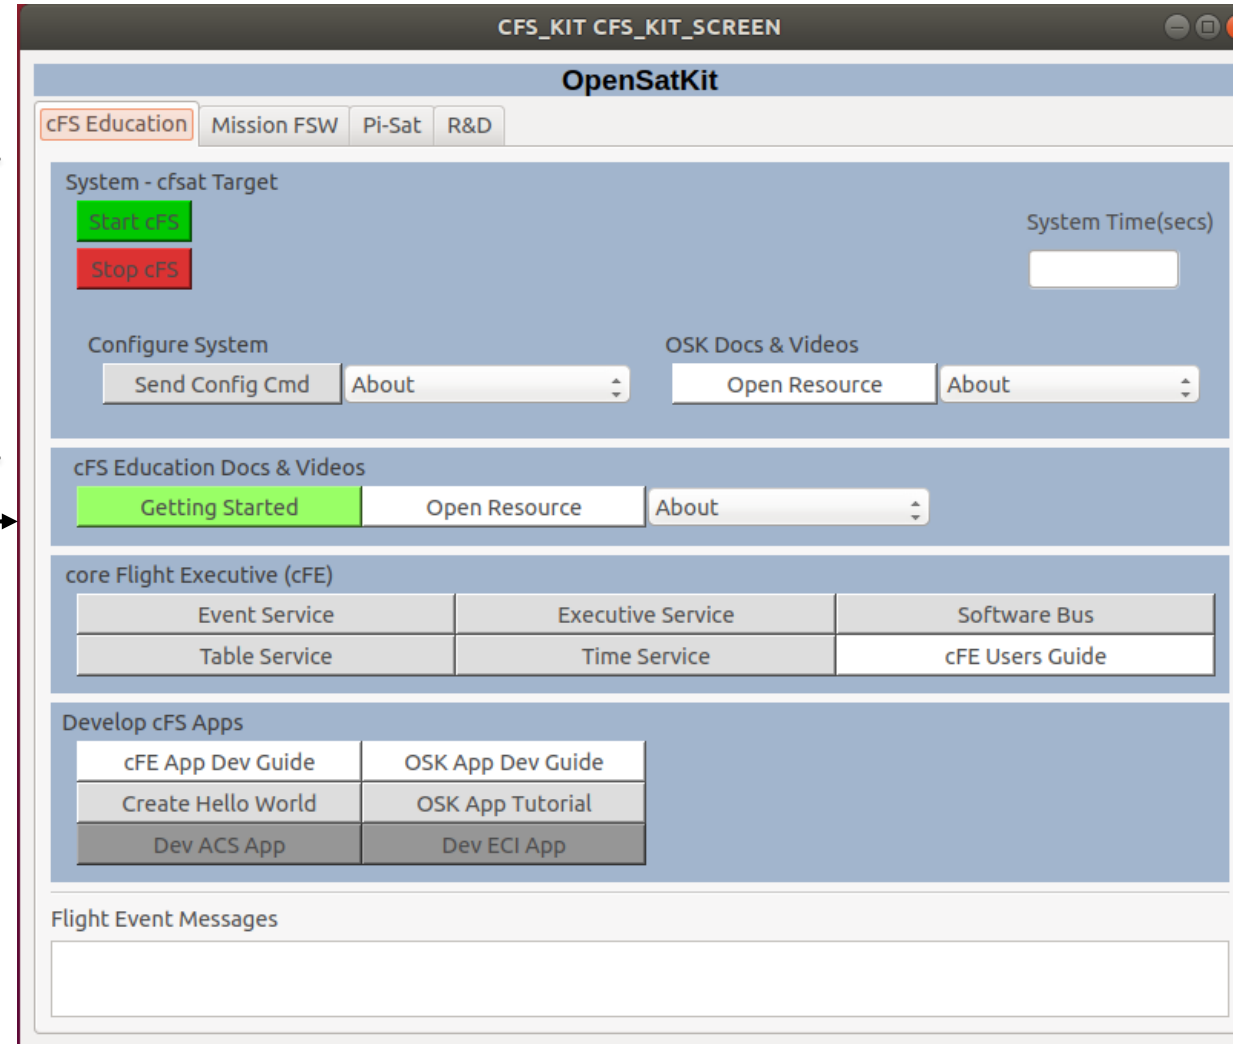 CFS_KIT CFS_KIT_SCREEN
OpenSatKit
cFS Education Mission FSW Pi-Sat R&D
System - cfsat Target
Start cFS
System Time(secs)
Stop cFS
Configure System OSK Docs & Videos
Send Config Cmd About Open Resource About
cFS Education Docs & Videos
Getting Started Open Resource About
core Flight Executive (cFE)
Event Service Executive Service Software Bus
Table Service Time Service cFE Users Guide
Develop cFS Apps
cFE App Dev Guide OSK App Dev Guide
Create Hello World OSK App Tutorial
Dev ACS App Dev ECI App
Flight Event Messages